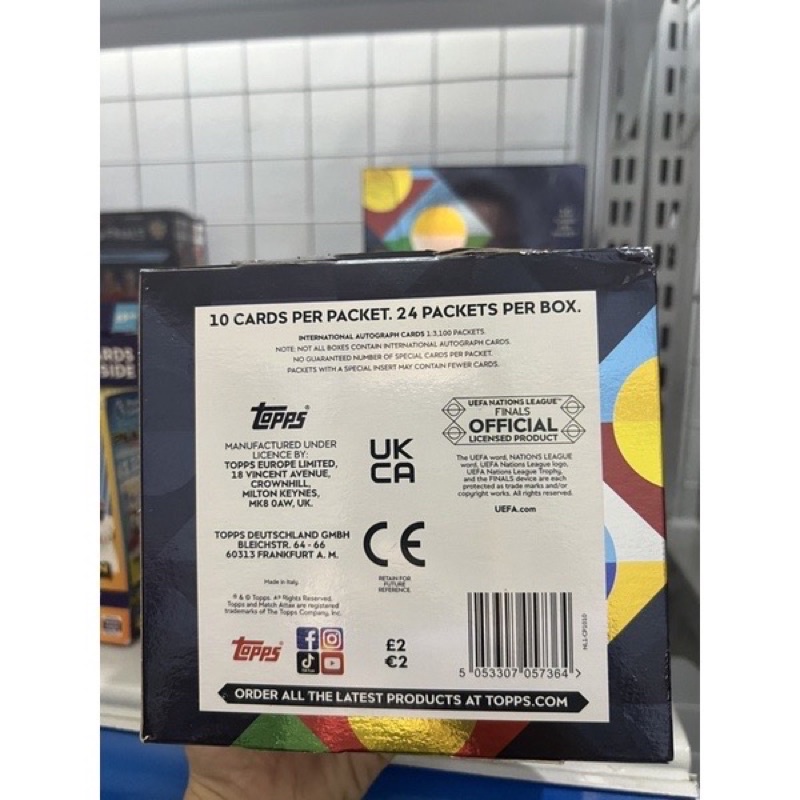 10 CARDS PER PACKET. 24 PACKETS PER BOX.
INTERNATIONAL AUTOGRAPH CARDS 1:3,100 PACKETS.
NOTE: NOT ALL BOXES CONTAIN INTERNATIONAL AUTOGRAPH CARDS.
NO GUARANTEED NUMBER OF SPECIAL CARDS PER PACKET.
PACKETS WITH A SPECIAL INSERT MAY CONTAIN FEWER CARDS.
Topps®
MANUFACTURED UNDER
LICENCE BY:
TOPPS EUROPE LIMITED,
18 VINCENT AVENUE,
CROWNHILL,
MILTON KEYNES,
MK8 0AW, UK.
TOPPS DEUTSCHLAND GMBH
BLEICHSTR. 64 - 66
60313 FRANKFURT A. M.
Made in Italy
® & © Topps. All Rights Reserved.
Topps and Match Attax are registered
trademarks of The Topps Company, Inc.
Topps
UK
CA
CE
RETAIN FOR
FUTURE
REFERENCE
£2
€2
UEFA NATIONS LEAGUE™
FINALS
OFFICIAL
LICENSED PRODUCT
The UEFA word, NATIONS LEAGUE
word, UEFA Nations League logo,
UEFA Nations League Trophy,
and the FINALS device are each
protected as trade marks and/or
copyright works. All rights reserved.
UEFA.com
5 053307 057364 >
NL1-CP1010
ORDER ALL THE LATEST PRODUCTS AT TOPPS.COM
RDS
SIDE